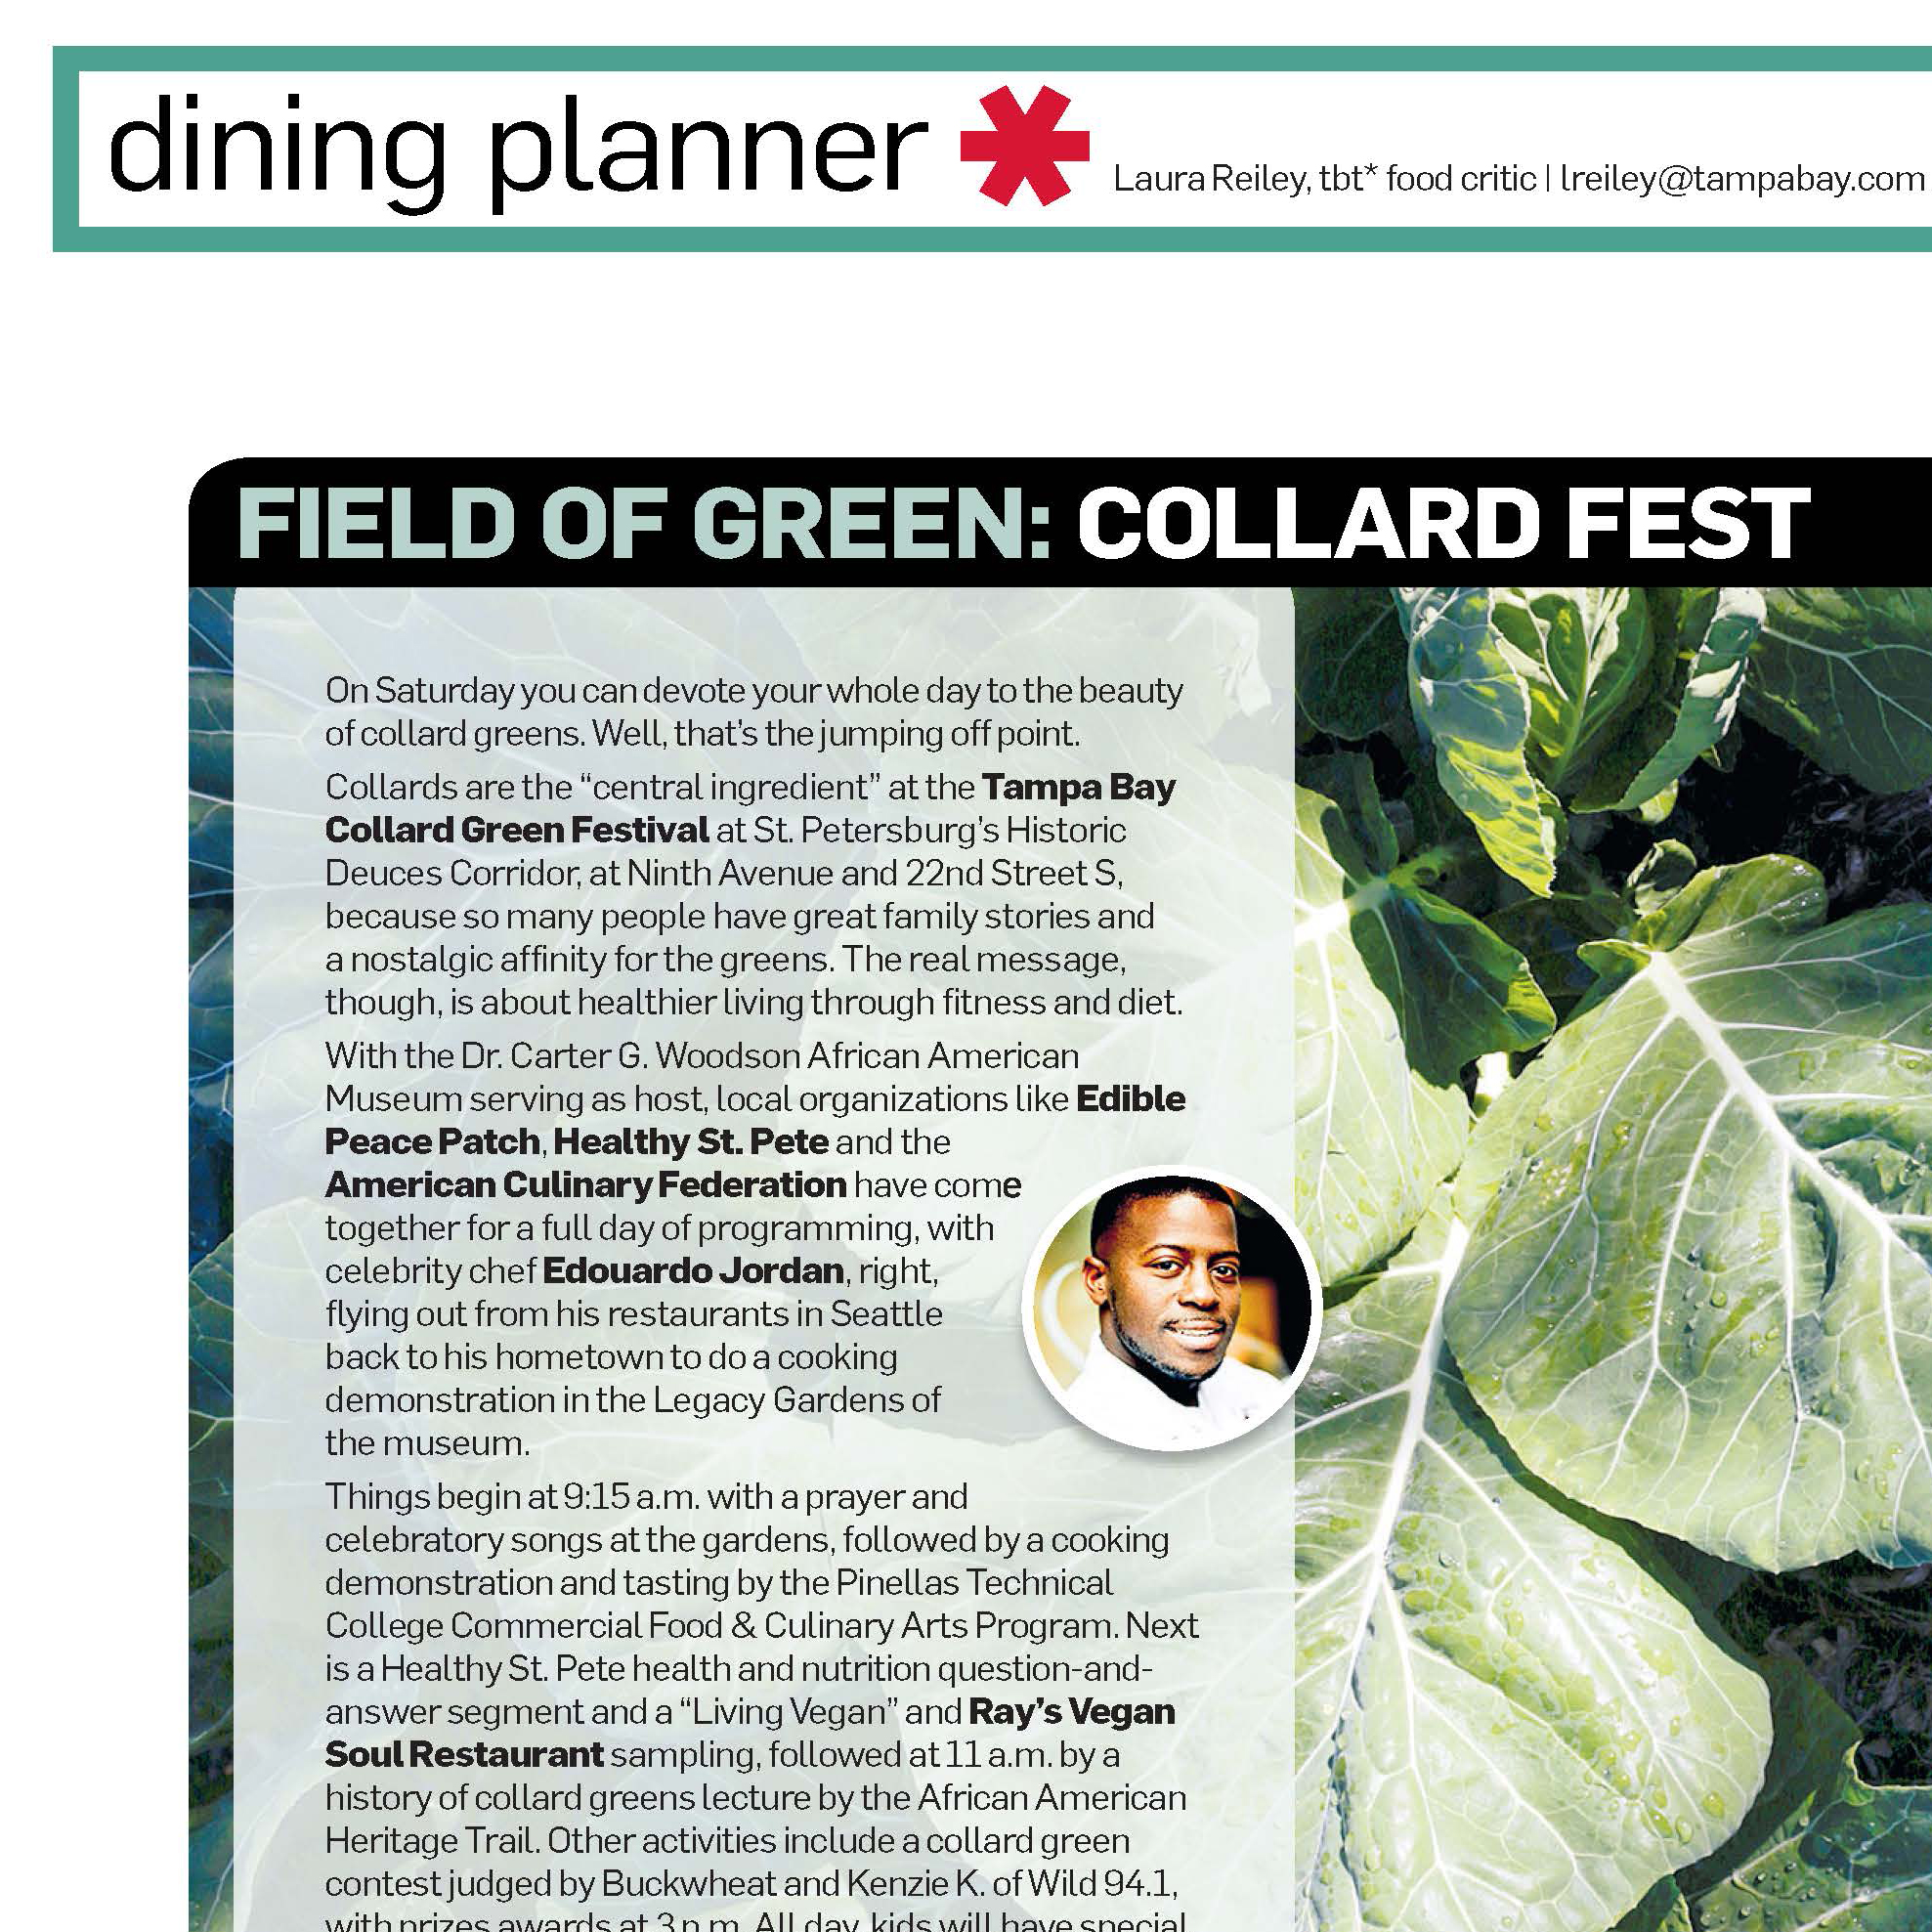 dining planner * Laura Reiley, tbt* food critic | lreiley@tampabay.com
FIELD OF GREEN: COLLARD FEST
On Saturday you can devote your whole day to the beauty
of collard greens. Well, that’s the jumping off point.
Collards are the “central ingredient” at the Tampa Bay
Collard Green Festival at St. Petersburg’s Historic
Deuces Corridor, at Ninth Avenue and 22nd Street S,
because so many people have great family stories and
a nostalgic affinity for the greens. The real message,
though, is about healthier living through fitness and diet.
With the Dr. Carter G. Woodson African American
Museum serving as host, local organizations like Edible
Peace Patch, Healthy St. Pete and the
American Culinary Federation have come
together for a full day of programming, with
celebrity chef Edouardo Jordan, right,
flying out from his restaurants in Seattle
back to his hometown to do a cooking
demonstration in the Legacy Gardens of
the museum.
Things begin at 9:15 a.m. with a prayer and
celebratory songs at the gardens, followed by a cooking
demonstration and tasting by the Pinellas Technical
College Commercial Food & Culinary Arts Program. Next
is a Healthy St. Pete health and nutrition question-and-
answer segment and a “Living Vegan” and Ray’s Vegan
Soul Restaurant sampling, followed at 11 a.m. by a
history of collard greens lecture by the African American
Heritage Trail. Other activities include a collard green
contest judged by Buckwheat and Kenzie K. of Wild 94.1,
with prizes awards at 3 p.m. All day, kids will have special